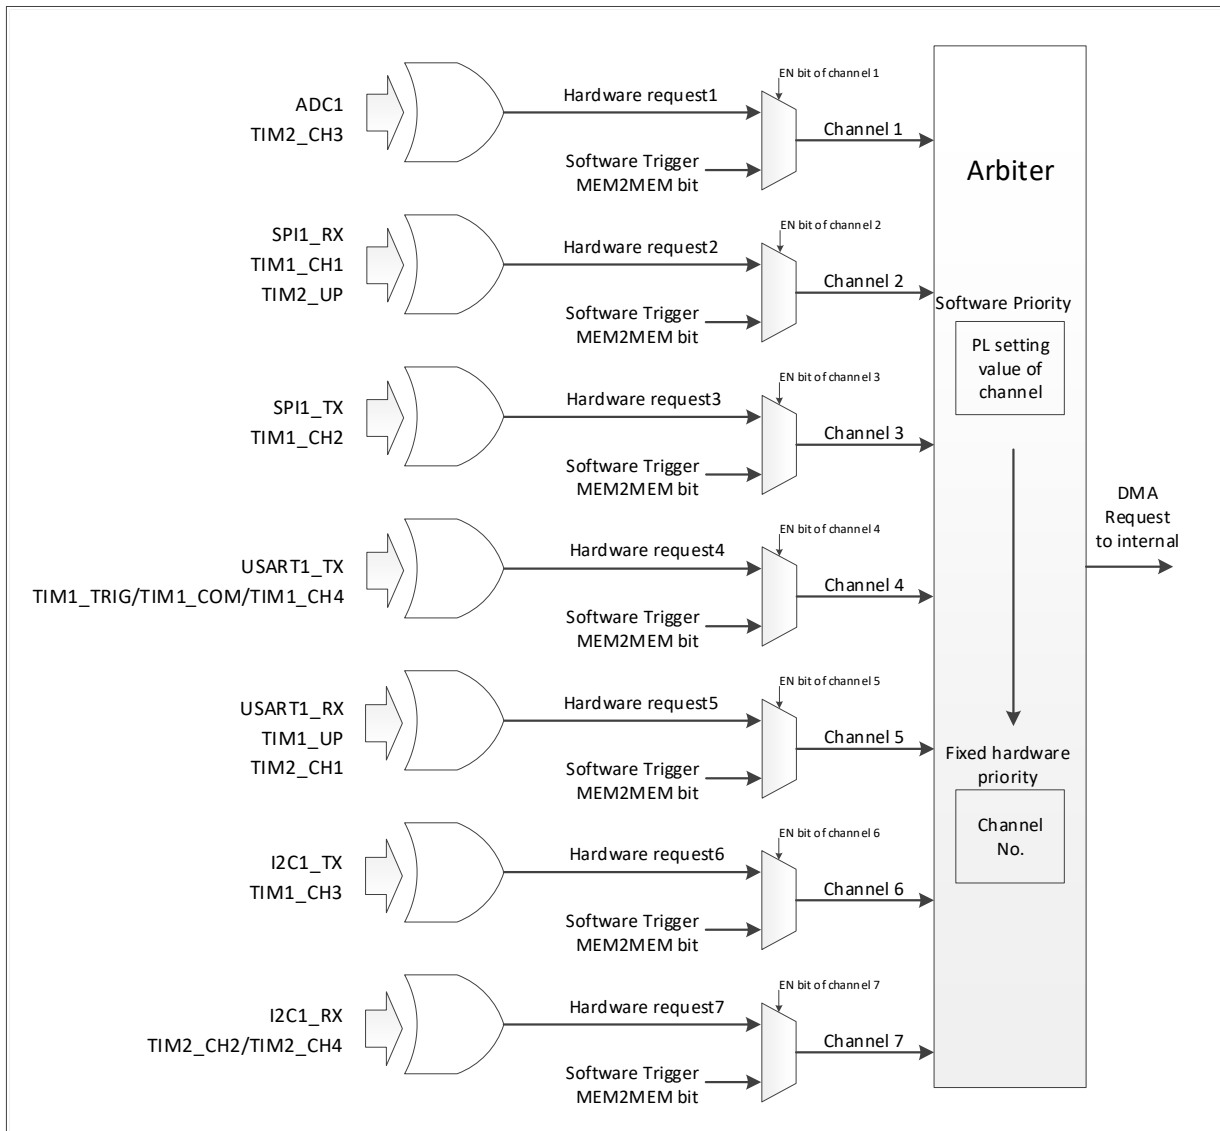 EN bit of channel 1
ADC1
TIM2_CH3
Hardware request1
Software Trigger
MEM2MEM bit
Channel 1
Arbiter
SPI1_RX
TIM1_CH1
TIM2_UP
Hardware request2
EN bit of channel 2
Software Trigger
MEM2MEM bit
Channel 2
Software Priority
PL setting
value of
channel
SPI1_TX
TIM1_CH2
Hardware request3
EN bit of channel 3
Software Trigger
MEM2MEM bit
Channel 3
DMA
Request
to internal
USART1_TX
TIM1_TRIG/TIM1_COM/TIM1_CH4
Hardware request4
EN bit of channel 4
Software Trigger
MEM2MEM bit
Channel 4
USART1_RX
TIM1_UP
TIM2_CH1
Hardware request5
EN bit of channel 5
Software Trigger
MEM2MEM bit
Channel 5
Fixed hardware
priority
Channel
No.
I2C1_TX
TIM1_CH3
Hardware request6
EN bit of channel 6
Software Trigger
MEM2MEM bit
Channel 6
I2C1_RX
TIM2_CH2/TIM2_CH4
Hardware request7
EN bit of channel 7
Software Trigger
MEM2MEM bit
Channel 7